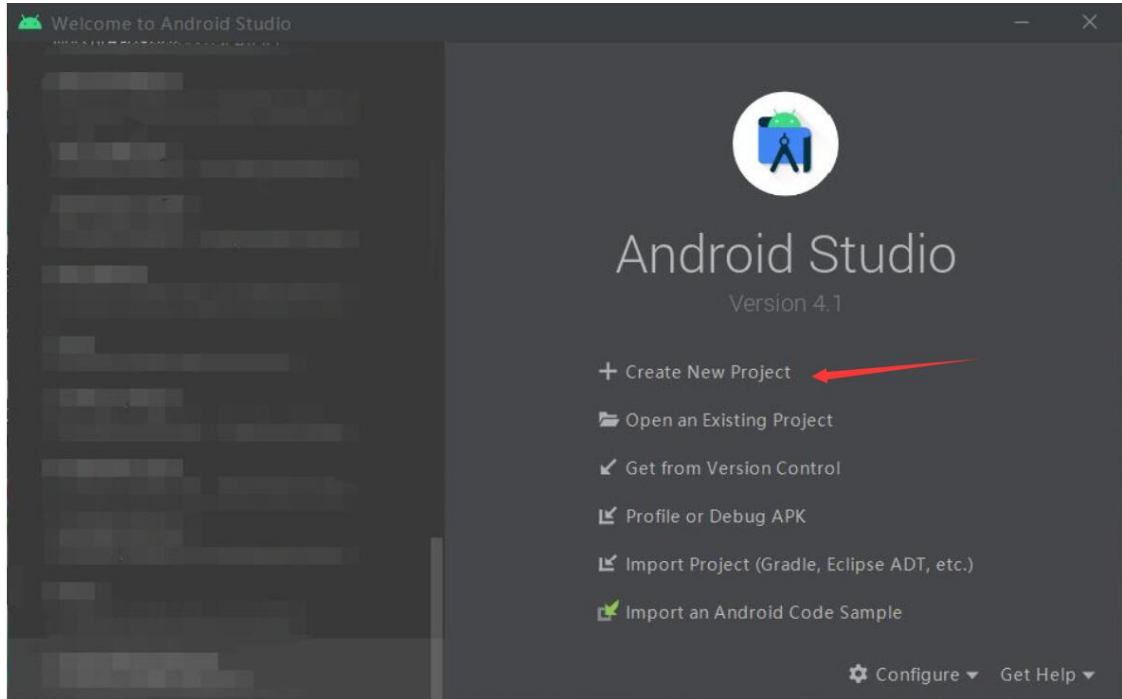 Welcome to Android Studio
Android Studio
Version 4.1
Create New Project
Open an Existing Project
Get from Version Control
Profile or Debug APK
Import Project (Gradle, Eclipse ADT, etc.)
Import an Android Code Sample
Configure
Get Help